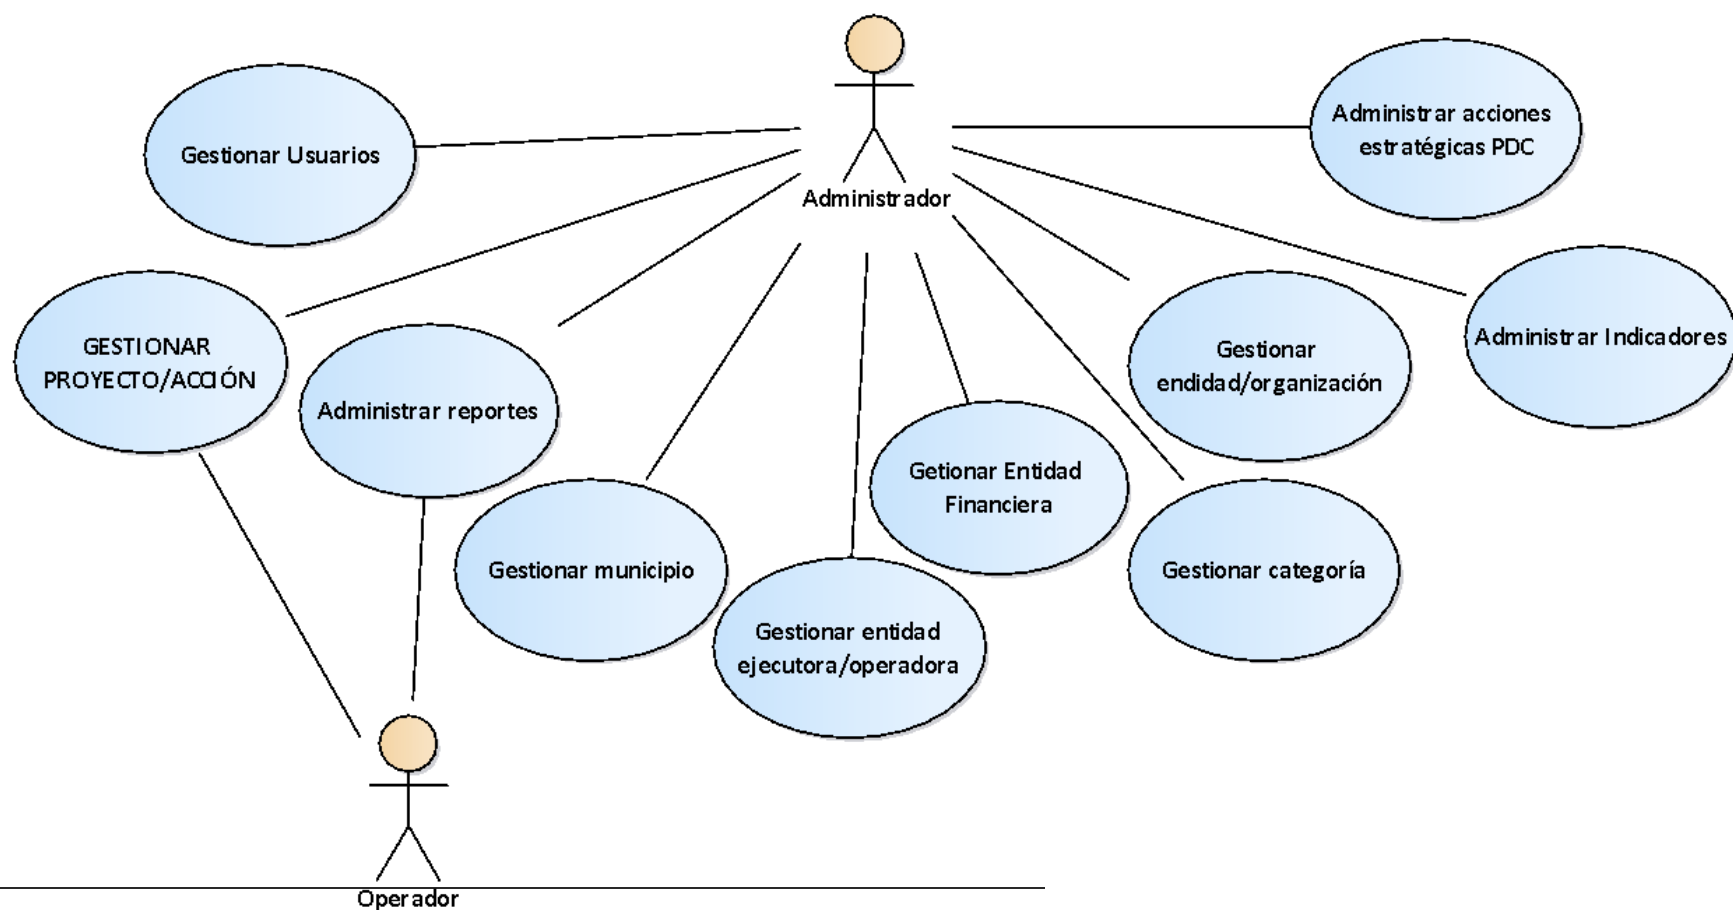 Administrador
Gestionar Usuarios
Administrar acciones
estratégicas PDC
GESTIONAR
PROYECTO/ACCIÓN
Administrar reportes
Gestionar municipio
Gestionar entidad
ejecutora/operadora
Getionar Entidad
Financiera
Gestionar
endidad/organización
Gestionar categoría
Administrar Indicadores
Operador